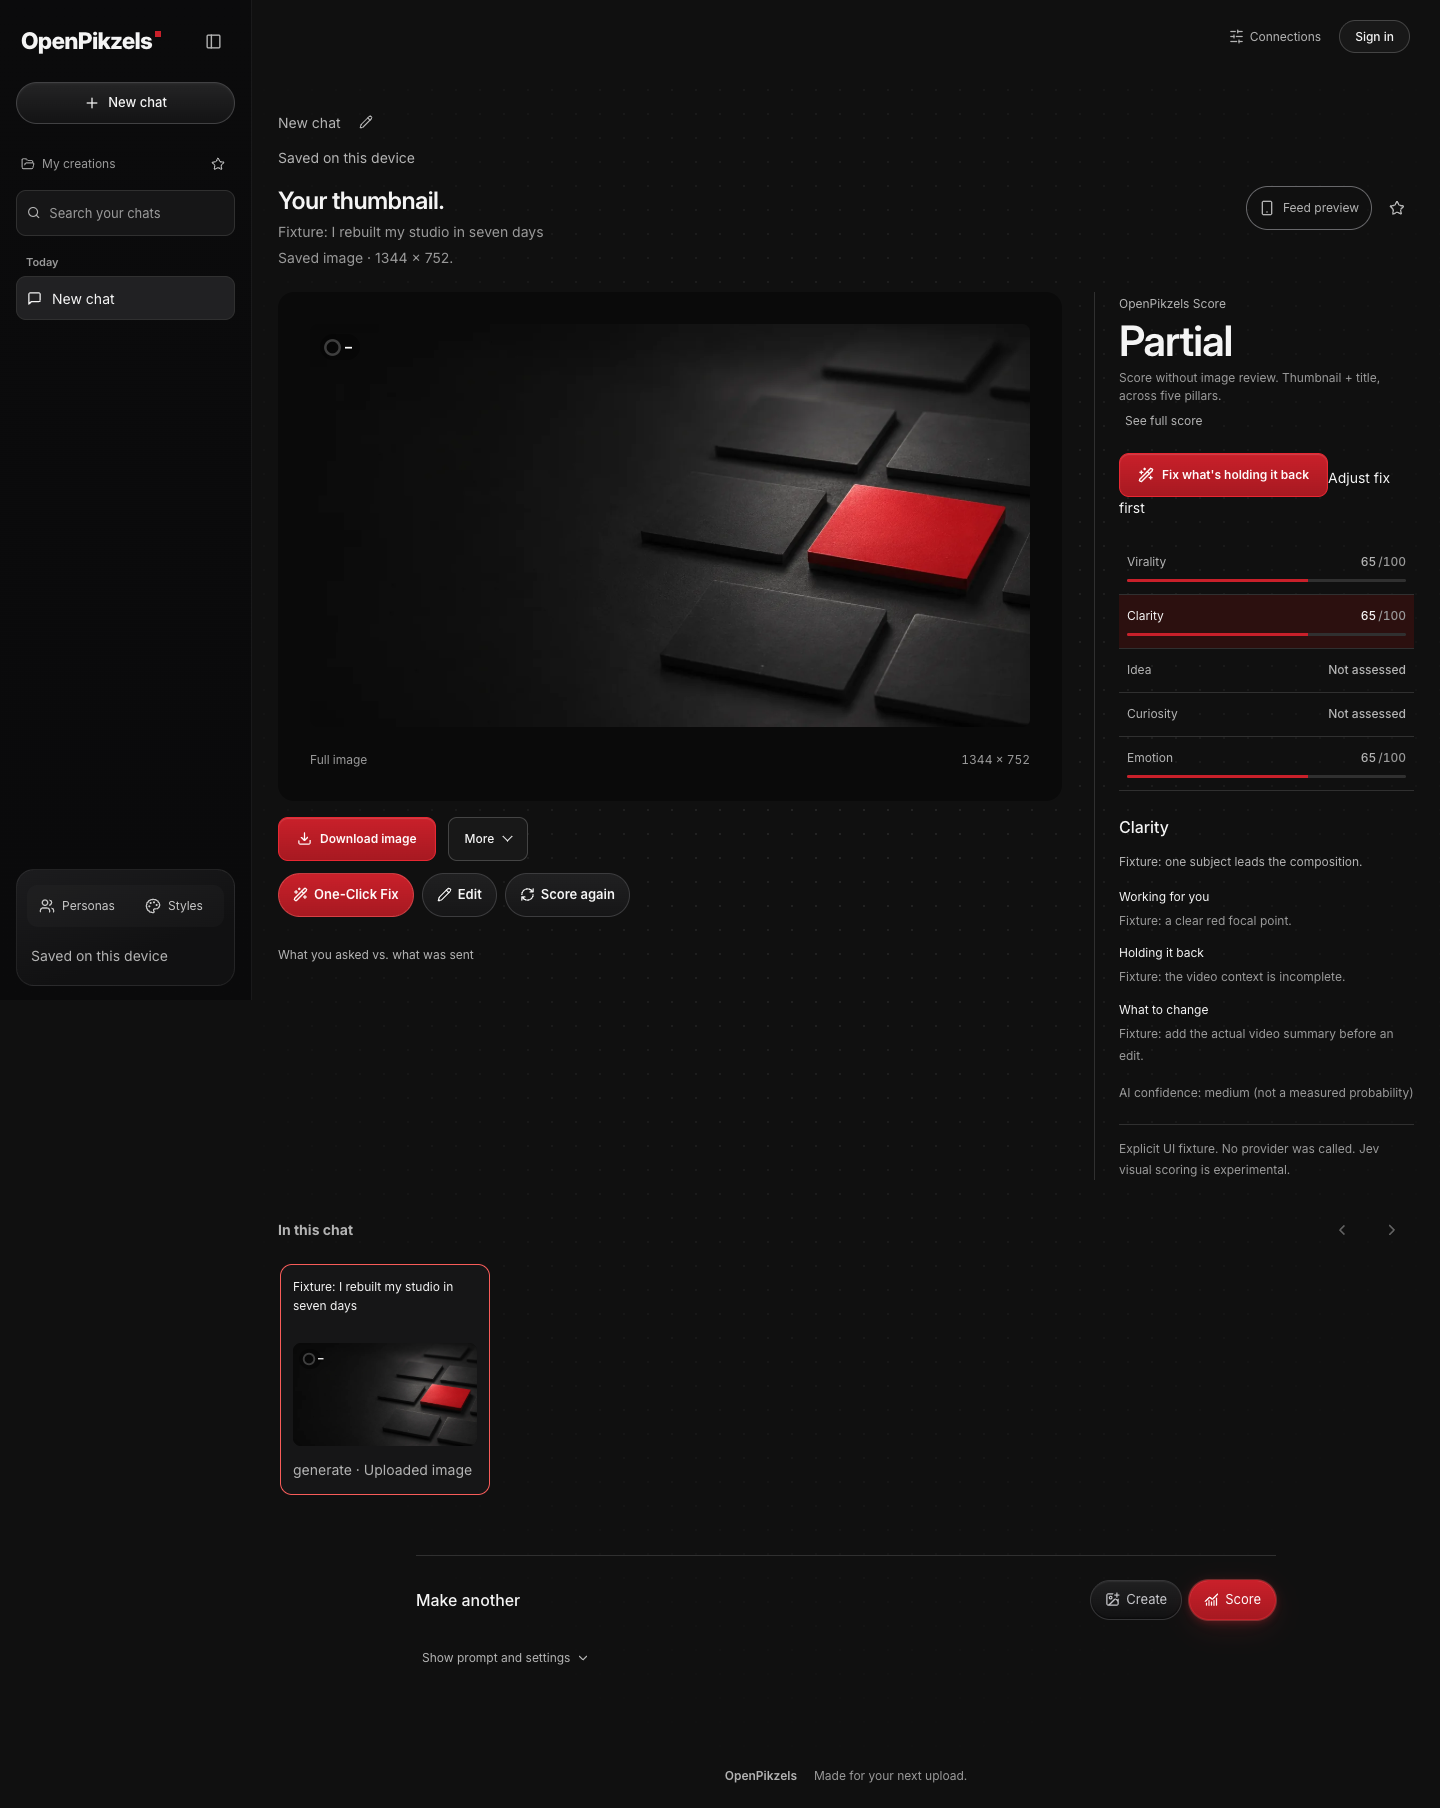 OpenPikzels
New chat
My creations
Search your chats
Today
New chat
Personas
Styles
Saved on this device
Connections
Sign in
New chat
Saved on this device
Your thumbnail.
Fixture: I rebuilt my studio in seven days
Saved image · 1344 × 752.
Feed preview
Full image
1344 × 752
Download image
More
One-Click Fix
Edit
Score again
What you asked vs. what was sent
OpenPikzels Score
Partial
Score without image review. Thumbnail + title,
across five pillars.
See full score
Fix what's holding it back
Adjust fix
first
Virality
65 /100
Clarity
65 /100
Idea
Not assessed
Curiosity
Not assessed
Emotion
65 /100
Clarity
Fixture: one subject leads the composition.
Working for you
Fixture: a clear red focal point.
Holding it back
Fixture: the video context is incomplete.
What to change
Fixture: add the actual video summary before an
edit.
AI confidence: medium (not a measured probability)
Explicit UI fixture. No provider was called. Jev
visual scoring is experimental.
In this chat
Fixture: I rebuilt my studio in
seven days
generate · Uploaded image
Make another
Create
Score
Show prompt and settings
OpenPikzels
Made for your next upload.